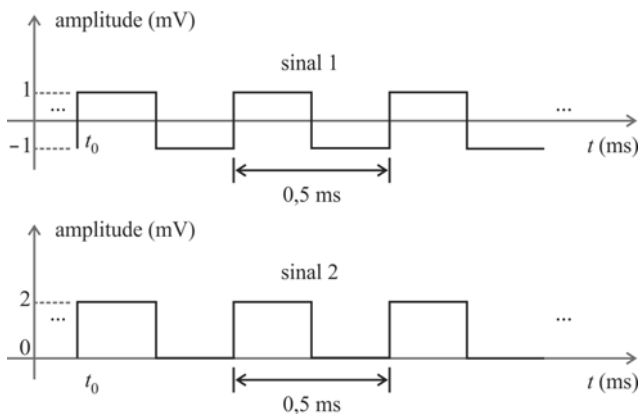 amplitude (mV)
sinal 1
1
...
...
−1
t0
t (ms)
0,5 ms
amplitude (mV)
sinal 2
2
...
...
0
t0
t (ms)
0,5 ms